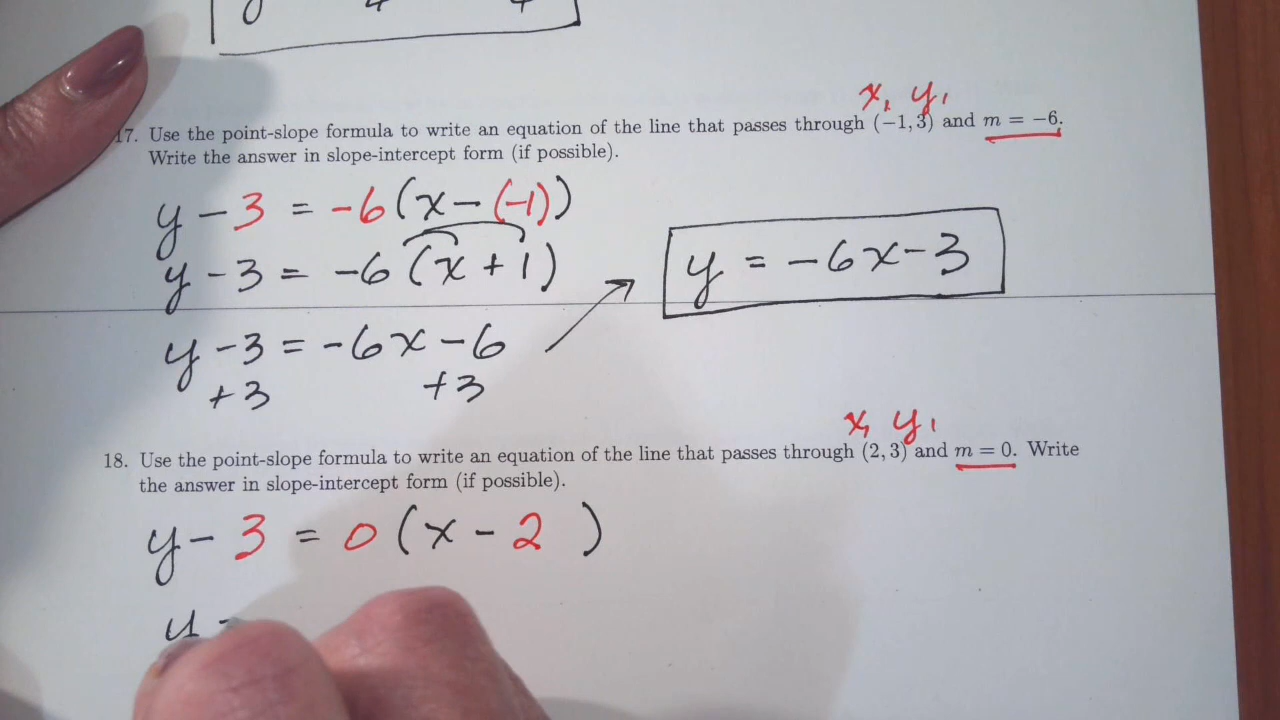 x₁ y₁
17. Use the point-slope formula to write an equation of the line that passes through (−1, 3) and m = −6.
Write the answer in slope-intercept form (if possible).
y − 3 = −6(x − (−1))
y − 3 = −6(x + 1)
y = −6x − 3
y − 3 = −6x − 6
+3 +3
x₁ y₁
18. Use the point-slope formula to write an equation of the line that passes through (2, 3) and m = 0. Write
the answer in slope-intercept form (if possible).
y − 3 = 0(x − 2 )
y −